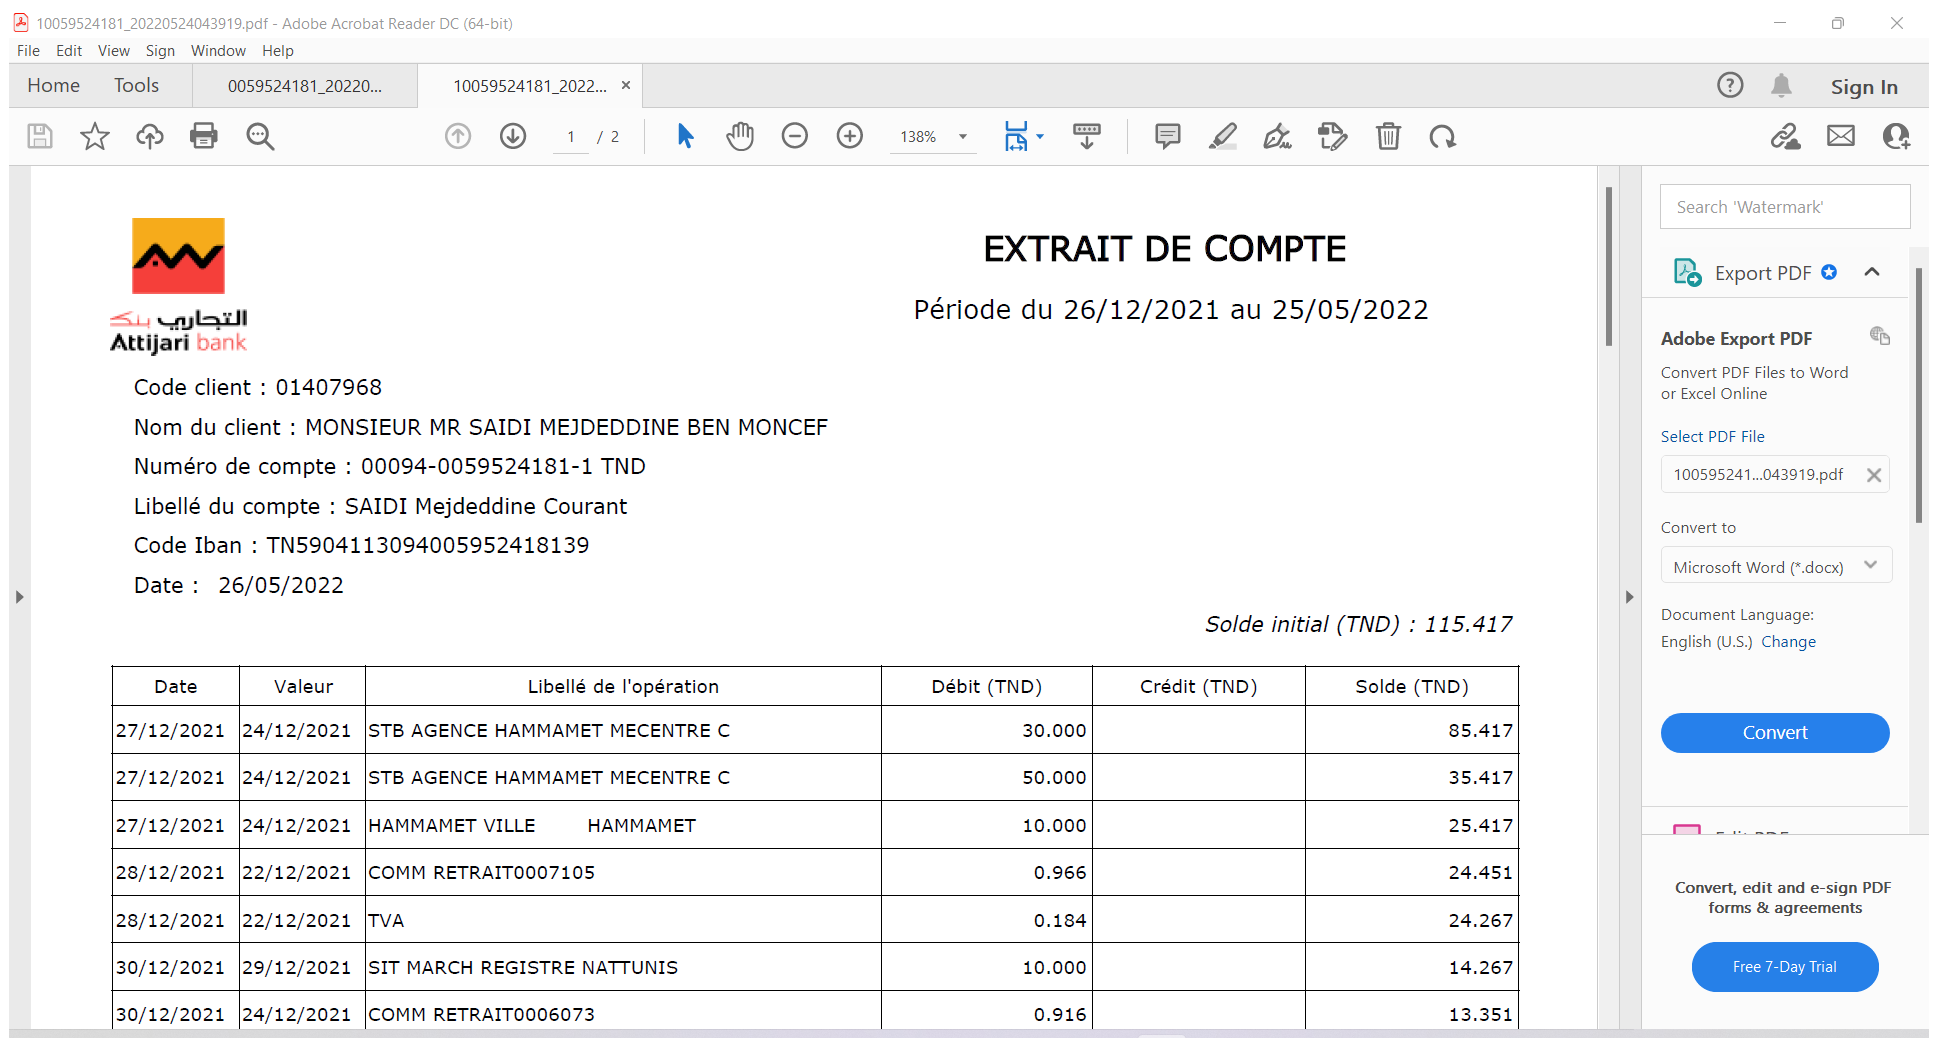 10059524181_20220524043919.pdf - Adobe Acrobat Reader DC (64-bit)
File Edit View Sign Window Help
Home Tools 0059524181_20220... 10059524181_2022... Sign In
1 / 2 138%
Search 'Watermark'
EXTRAIT DE COMPTE
Période du 26/12/2021 au 25/05/2022
التجاري بنك
Attijari bank
Code client : 01407968
Nom du client : MONSIEUR MR SAIDI MEJDEDDINE BEN MONCEF
Numéro de compte : 00094-0059524181-1 TND
Libellé du compte : SAIDI Mejdeddine Courant
Code Iban : TN5904113094005952418139
Date : 26/05/2022
Solde initial (TND) : 115.417
Date Valeur Libellé de l'opération Débit (TND) Crédit (TND) Solde (TND)
27/12/2021 24/12/2021 STB AGENCE HAMMAMET MECENTRE C 30.000 85.417
27/12/2021 24/12/2021 STB AGENCE HAMMAMET MECENTRE C 50.000 35.417
27/12/2021 24/12/2021 HAMMAMET VILLE HAMMAMET 10.000 25.417
28/12/2021 22/12/2021 COMM RETRAIT0007105 0.966 24.451
28/12/2021 22/12/2021 TVA 0.184 24.267
30/12/2021 29/12/2021 SIT MARCH REGISTRE NATTUNIS 10.000 14.267
30/12/2021 24/12/2021 COMM RETRAIT0006073 0.916 13.351
Export PDF
Adobe Export PDF
Convert PDF Files to Word
or Excel Online
Select PDF File
100595241...043919.pdf
Convert to
Microsoft Word (*.docx)
Document Language:
English (U.S.) Change
Convert
Convert, edit and e-sign PDF
forms & agreements
Free 7-Day Trial